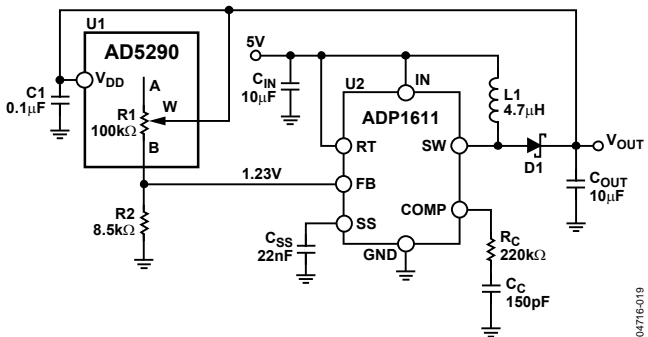 U1
AD5290
VDD
A
W
B
C1
0.1µF
R1
100kΩ
1.23V
R2
8.5kΩ
5V
CIN
10µF
U2
IN
ADP1611
RT
SW
FB
COMP
SS
GND
CSS
22nF
L1
4.7µH
D1
VOUT
COUT
10µF
RC
220kΩ
CC
150pF
04716-019